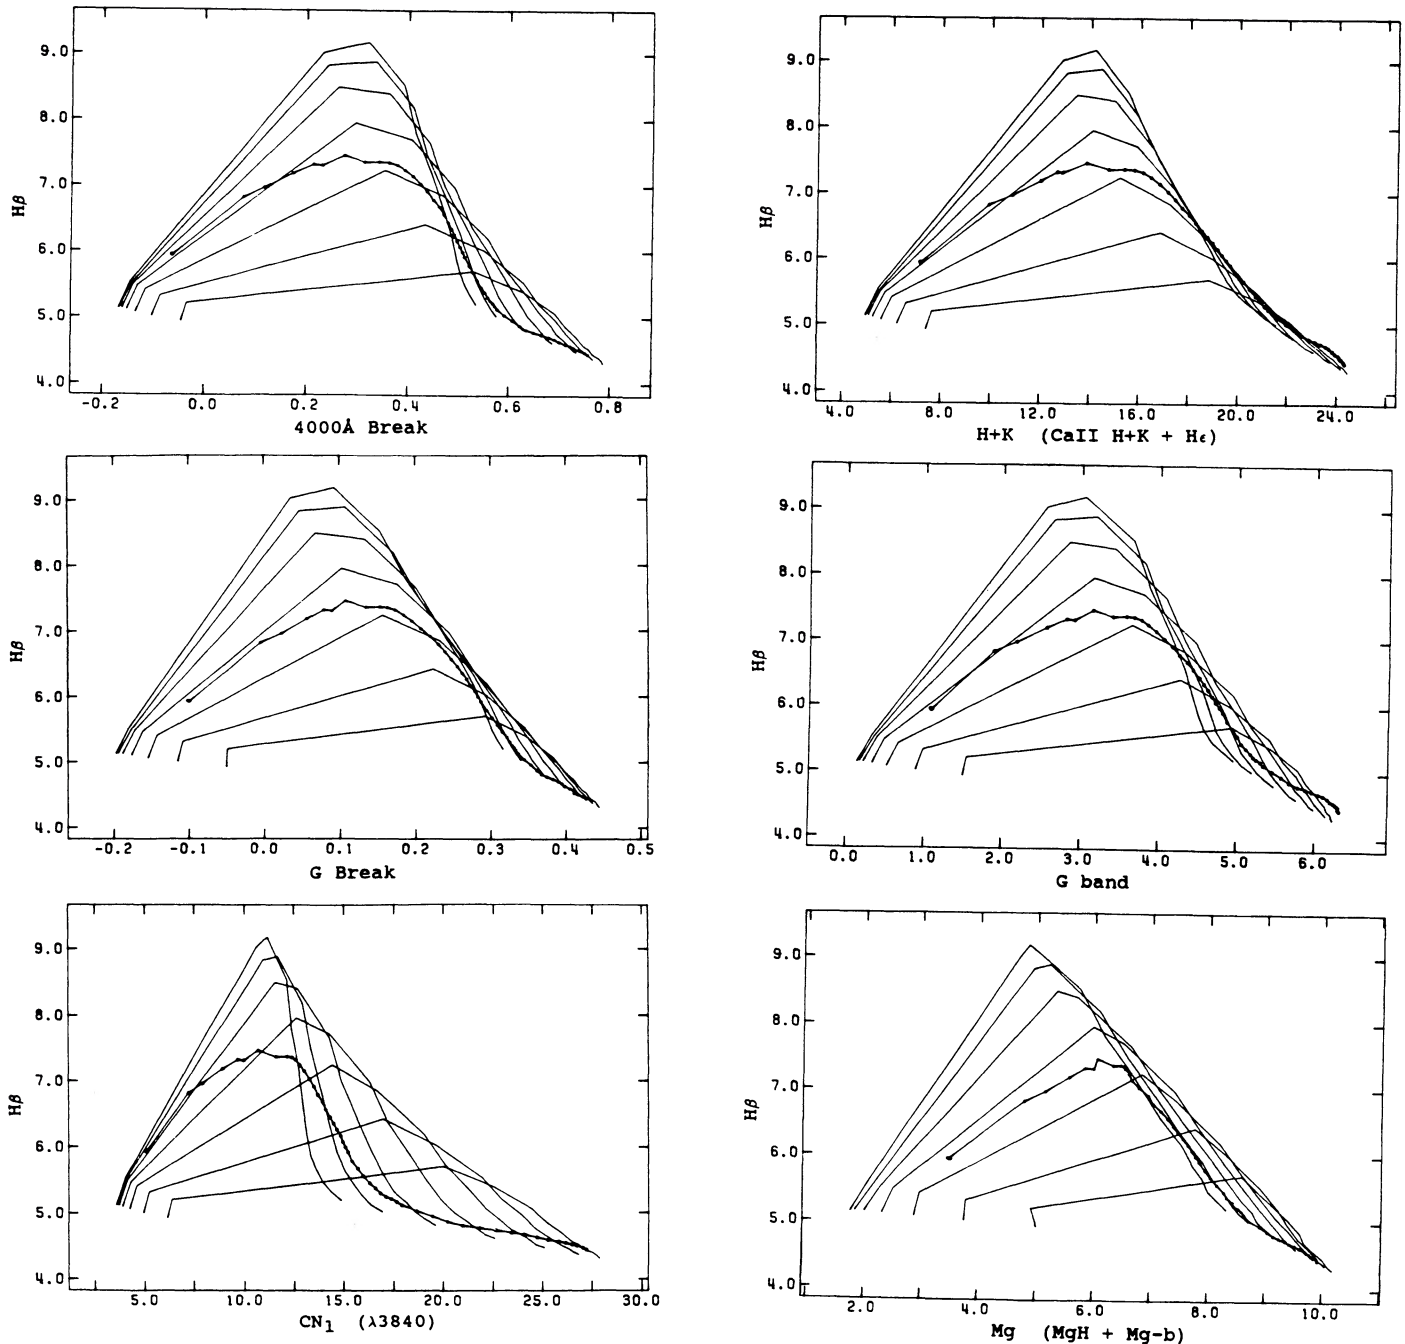 9.0
8.0
7.0
6.0
5.0
4.0
Hβ
-0.2 0.0 0.2 0.4 0.6 0.8
4000Å Break
9.0
8.0
7.0
6.0
5.0
4.0
Hβ
4.0 8.0 12.0 16.0 20.0 24.0
H+K (CaII H+K + Hϵ)
9.0
8.0
7.0
6.0
5.0
4.0
Hβ
-0.2 -0.1 0.0 0.1 0.2 0.3 0.4 0.5
G Break
9.0
8.0
7.0
6.0
5.0
4.0
Hβ
0.0 1.0 2.0 3.0 4.0 5.0 6.0
G band
9.0
8.0
7.0
6.0
5.0
4.0
Hβ
5.0 10.0 15.0 20.0 25.0 30.0
CN₁ (λ3840)
9.0
8.0
7.0
6.0
5.0
4.0
Hβ
2.0 4.0 6.0 8.0 10.0
Mg (MgH + Mg-b)